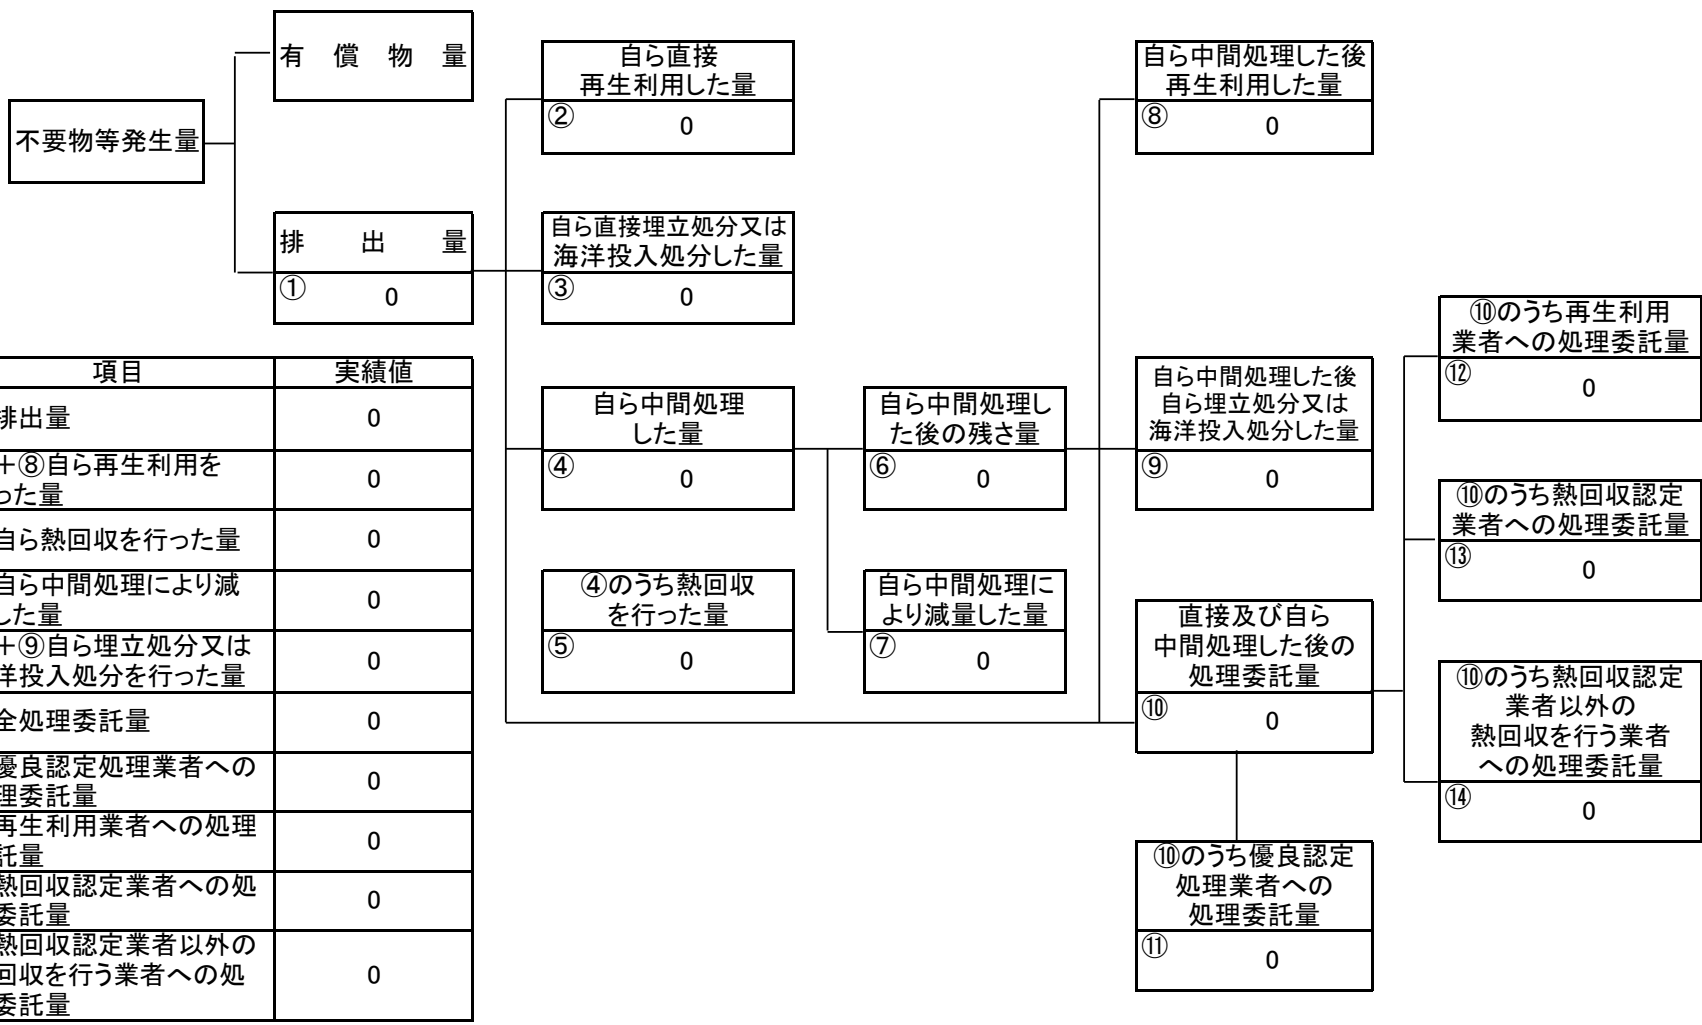 有償物量
不要物等発生量
排出量
①
0
自ら直接
再生利用した量
②
0
自ら直接埋立処分又は
海洋投入処分した量
③
0
自ら中間処理
した量
④
0
④のうち熱回収
を行った量
⑤
0
自ら中間処理し
た後の残さ量
⑥
0
自ら中間処理に
より減量した量
⑦
0
自ら中間処理した後
再生利用した量
⑧
0
自ら中間処理した後
自ら埋立処分又は
海洋投入処分した量
⑨
0
直接及び自ら
中間処理した後の
処理委託量
⑩
0
⑩のうち優良認定
処理業者への
処理委託量
⑪
0
⑩のうち再生利用
業者への処理委託量
⑫
0
⑩のうち熱回収認定
業者への処理委託量
⑬
0
⑩のうち熱回収認定
業者以外の
熱回収を行う業者
への処理委託量
⑭
0
項目 実績値
排出量 0
+⑧自ら再生利用を
った量 0
自ら熱回収を行った量 0
自ら中間処理により減
した量 0
+⑨自ら埋立処分又は
洋投入処分を行った量 0
全処理委託量 0
優良認定処理業者への
理委託量 0
再生利用業者への処理
託量 0
熱回収認定業者への処
委託量 0
熱回収認定業者以外の
回収を行う業者への処
委託量 0